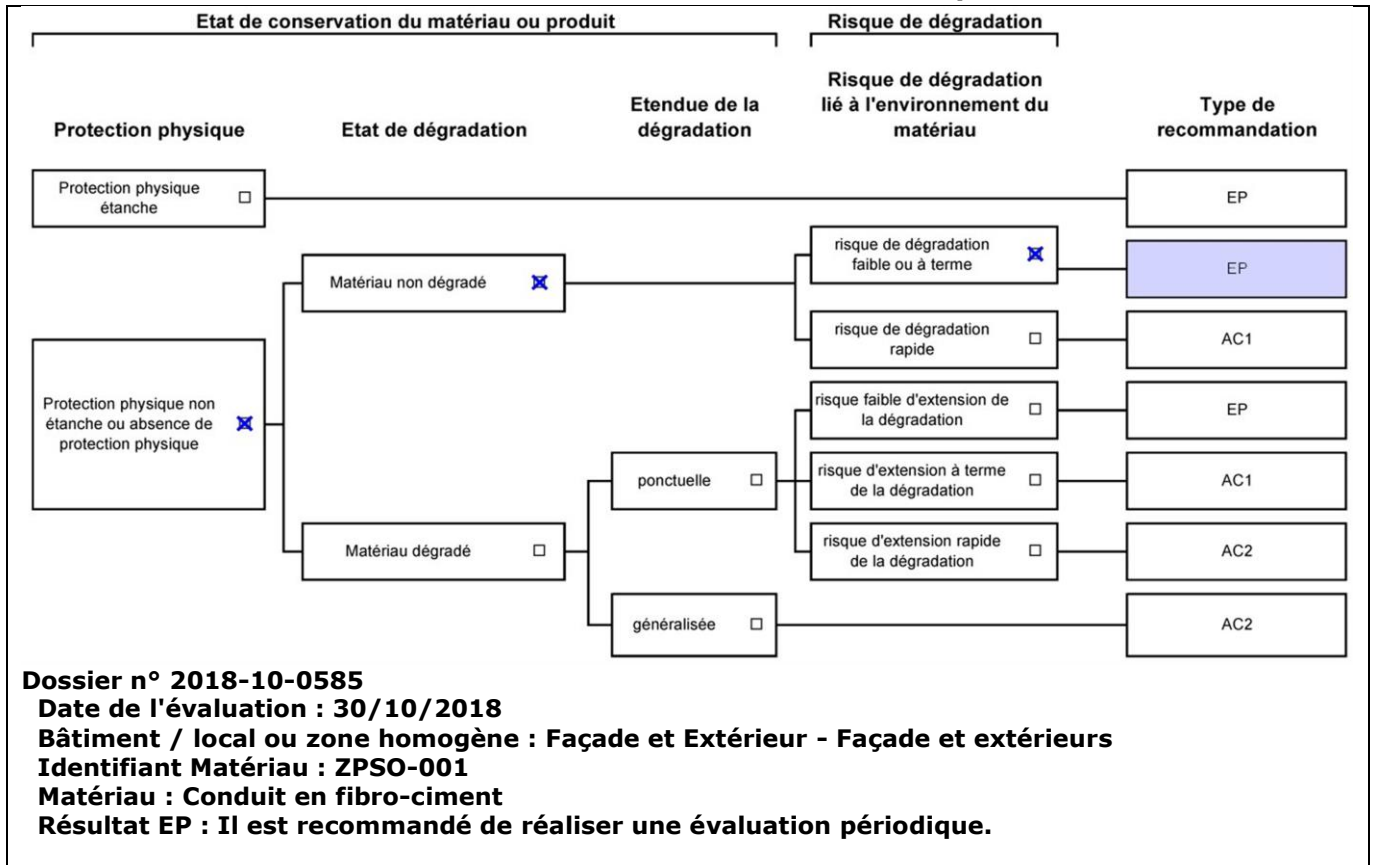 Etat de conservation du matériau ou produit
Risque de dégradation
Protection physique
Etat de dégradation
Etendue de la
dégradation
Risque de dégradation
lié à l'environnement du
matériau
Type de
recommandation
Protection physique
étanche
EP
risque de dégradation
faible ou à terme
EP
Matériau non dégradé
risque de dégradation
rapide
AC1
Protection physique non
étanche ou absence de
protection physique
risque faible d'extension de
la dégradation
EP
ponctuelle
risque d'extension à terme
de la dégradation
AC1
Matériau dégradé
risque d'extension rapide
de la dégradation
AC2
généralisée
AC2
Dossier n° 2018-10-0585
Date de l'évaluation : 30/10/2018
Bâtiment / local ou zone homogène : Façade et Extérieur - Façade et extérieurs
Identifiant Matériau : ZPSO-001
Matériau : Conduit en fibro-ciment
Résultat EP : Il est recommandé de réaliser une évaluation périodique.